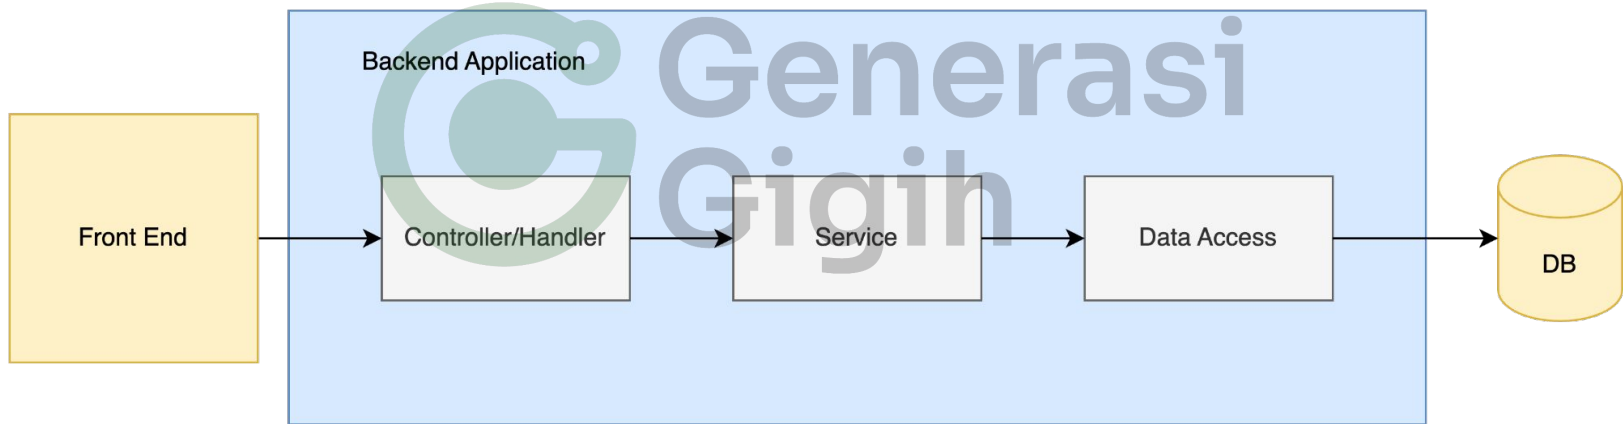 Backend Application
Generasi
Gigih
Front End
Controller/Handler
Service
Data Access
DB